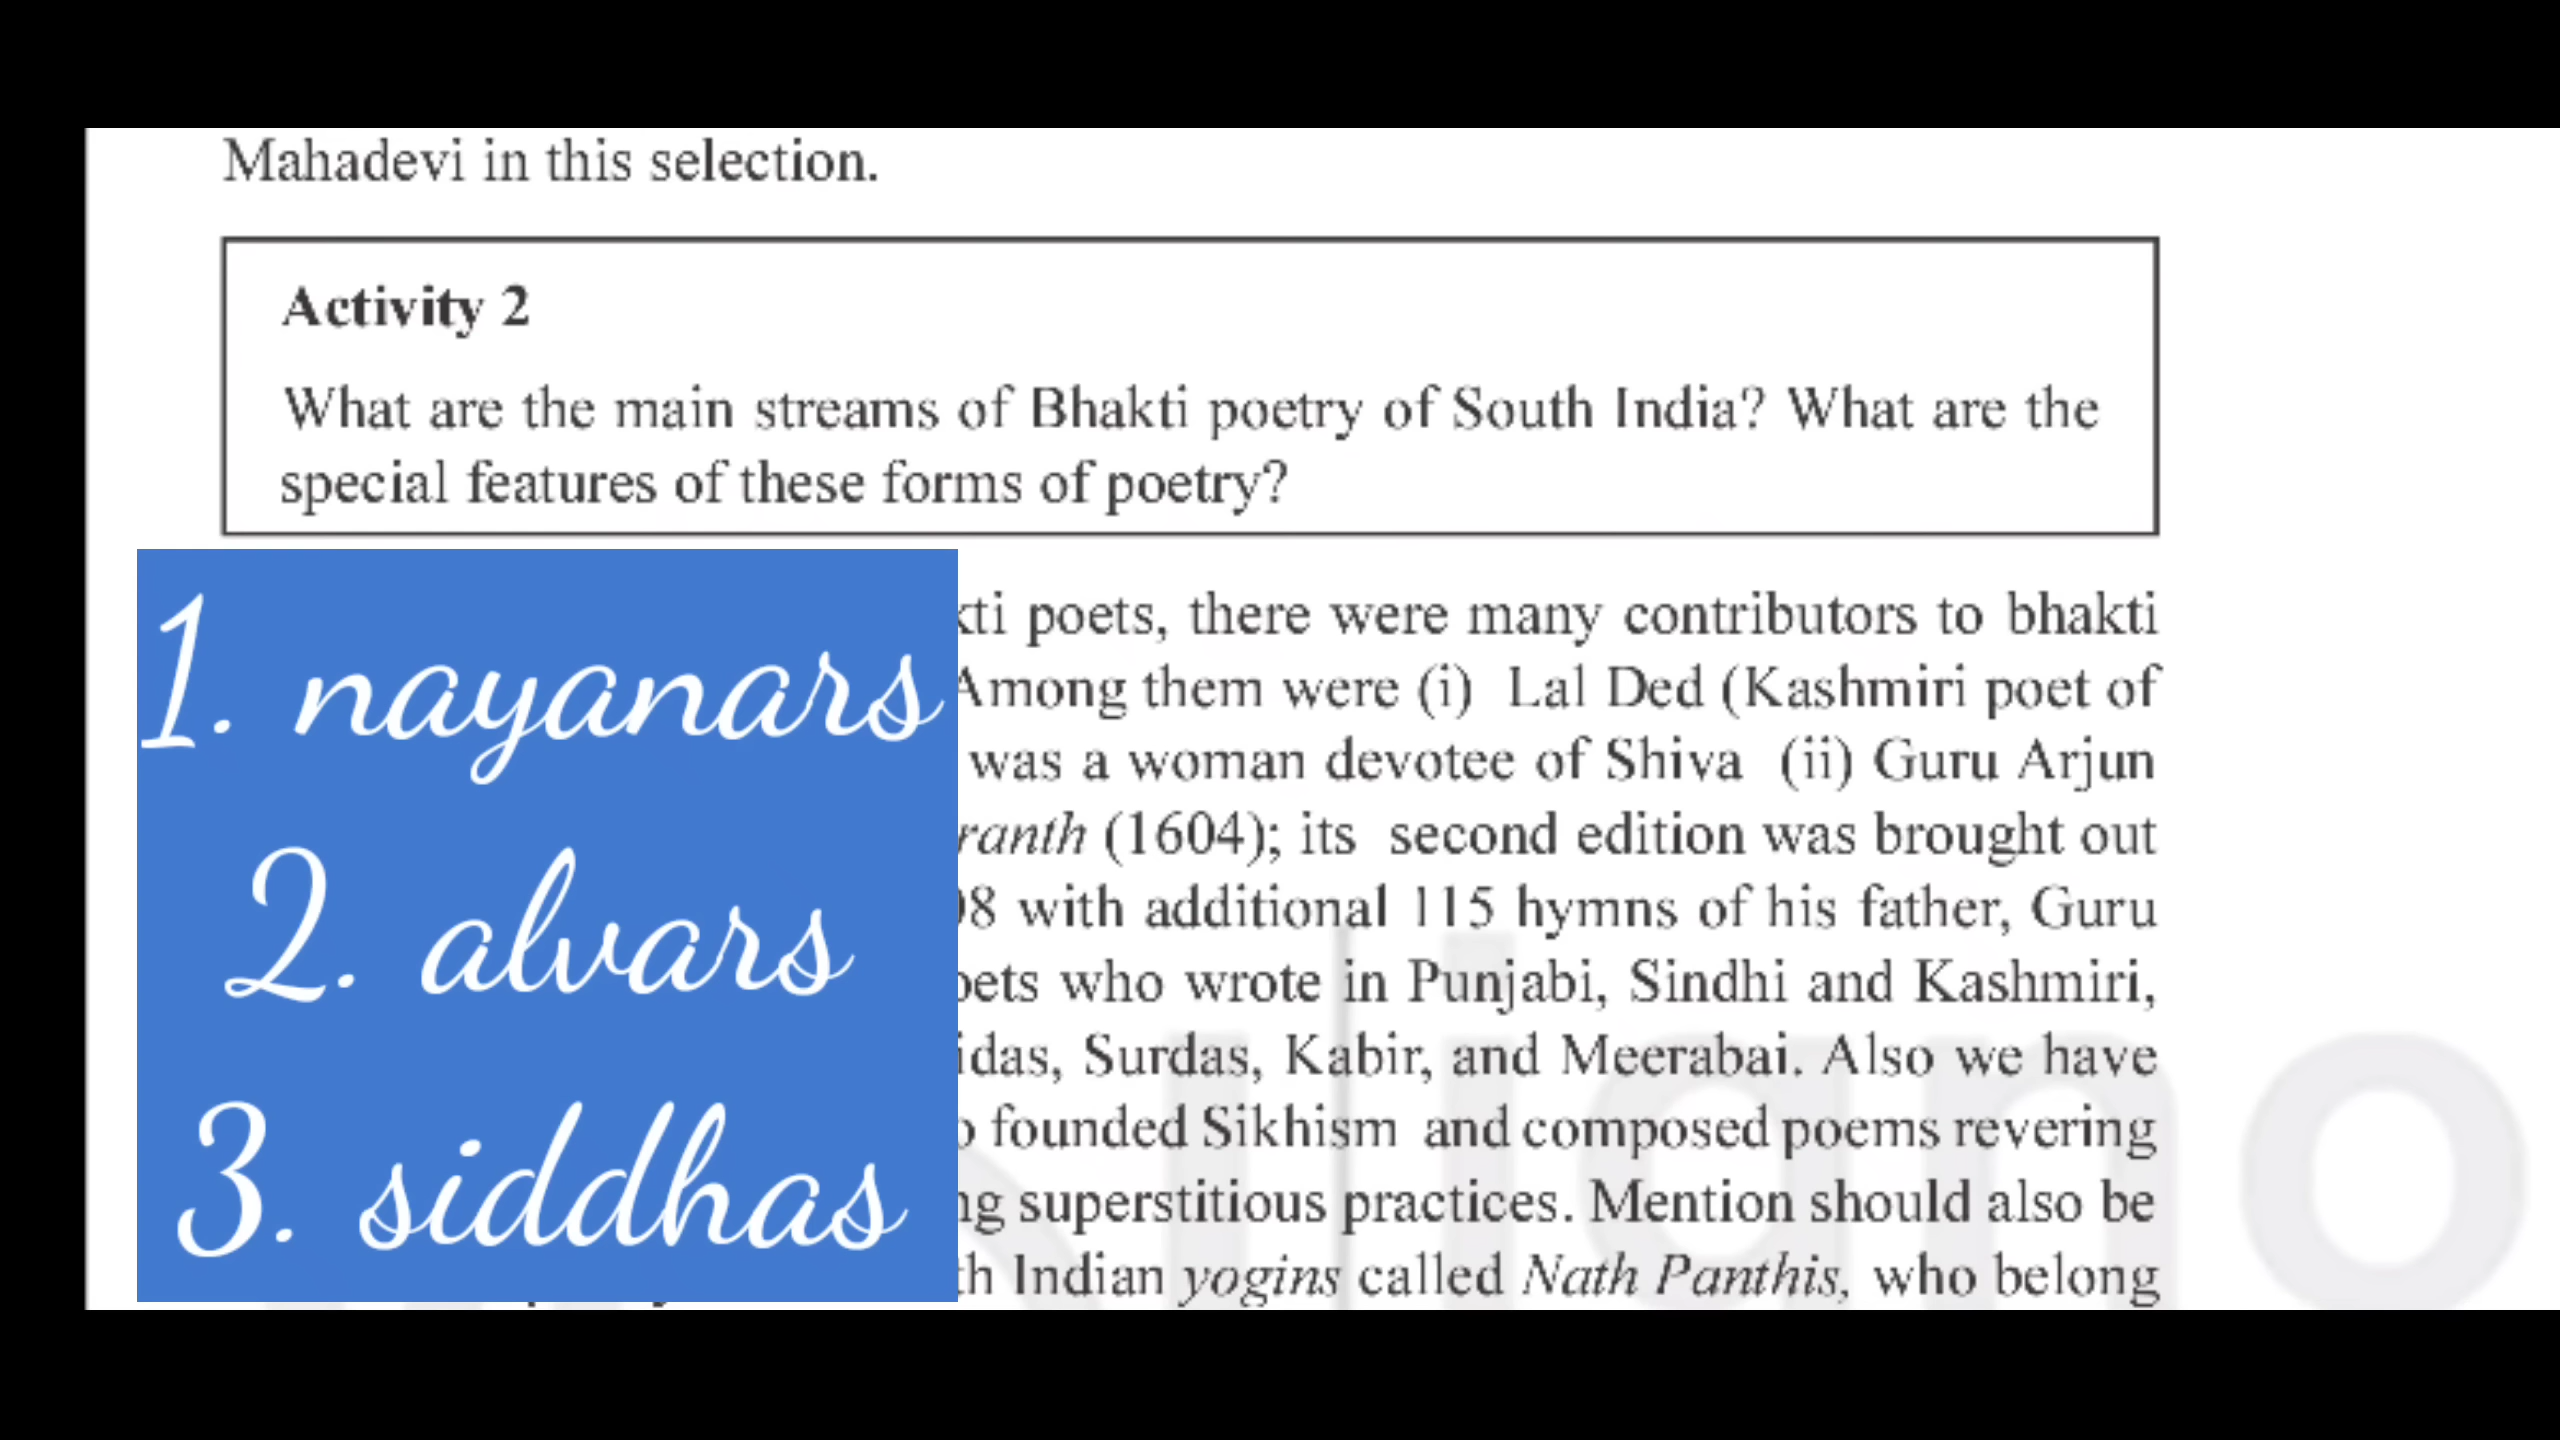 Mahadevi in this selection.
Activity 2
What are the main streams of Bhakti poetry of South India? What are the
special features of these forms of poetry?
1. nayanars
2. alvars
3. siddhas
poets, there were many contributors to bhakti
Among them were (i) Lal Ded (Kashmiri poet of
was a woman devotee of Shiva (ii) Guru Arjun
(1604); its second edition was brought out
with additional 115 hymns of his father, Guru
who wrote in Punjabi, Sindhi and Kashmiri,
Surdas, Kabir, and Meerabai. Also we have
founded Sikhism and composed poems revering
superstitious practices. Mention should also be
Indian yogins called Nath Panthis, who belong